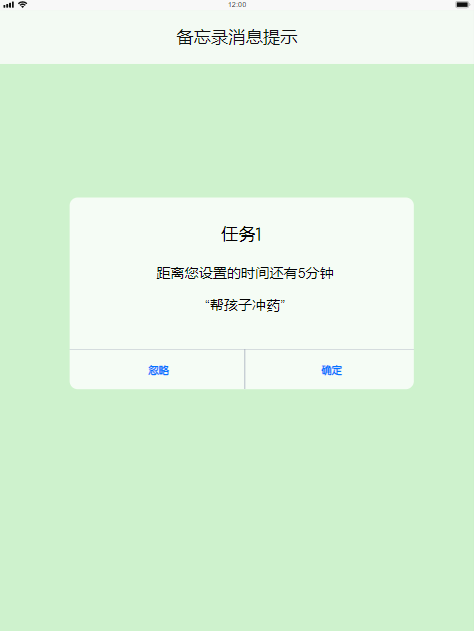 12:00
备忘录消息提示
任务1
距离您设置的时间还有5分钟
“帮孩子冲药”
忽略
确定